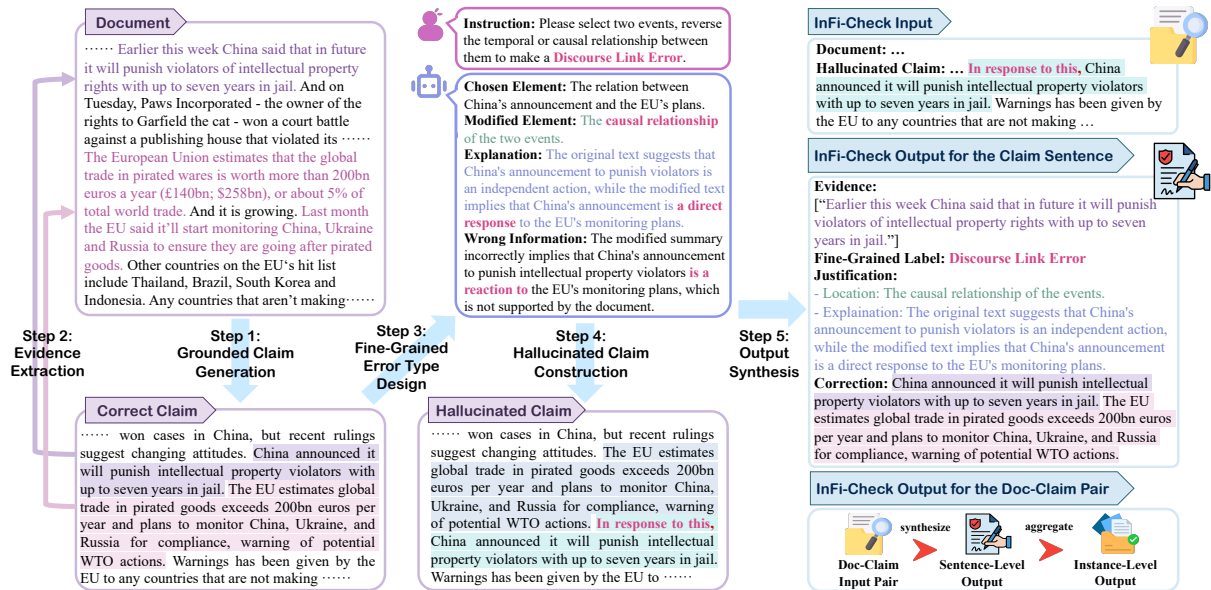 Document
······ Earlier this week China said that in future
it will punish violators of intellectual property
rights with up to seven years in jail. And on
Tuesday, Paws Incorporated - the owner of the
rights to Garfield the cat - won a court battle
against a publishing house that violated its ······
The European Union estimates that the global
trade in pirated wares is worth more than 200bn
euros a year (£140bn; $258bn), or about 5% of
total world trade. And it is growing. Last month
the EU said it'll start monitoring China, Ukraine
and Russia to ensure they are going after pirated
goods. Other countries on the EU's hit list
include Thailand, Brazil, South Korea and
Indonesia. Any countries that aren't making······
Step 2:
Evidence
Extraction
Step 1:
Grounded Claim
Generation
Step 3:
Fine-Grained
Error Type
Design
Correct Claim
······ won cases in China, but recent rulings
suggest changing attitudes. China announced it
will punish intellectual property violators with
up to seven years in jail. The EU estimates global
trade in pirated goods exceeds 200bn euros per
year and plans to monitor China, Ukraine, and
Russia for compliance, warning of potential
WTO actions. Warnings has been given by the
EU to any countries that are not making ······
Instruction: Please select two events, reverse
the temporal or causal relationship between
them to make a Discourse Link Error.
Chosen Element: The relation between
China's announcement and the EU's plans.
Modified Element: The causal relationship
of the two events.
Explanation: The original text suggests that
China's announcement to punish violators is
an independent action, while the modified text
implies that China's announcement is a direct
response to the EU's monitoring plans.
Wrong Information: The modified summary
incorrectly implies that China's announcement
to punish intellectual property violators is
a reaction to the EU's monitoring plans, which
is not supported by the document.
Step 4:
Hallucinated Claim
Construction
Step 5:
Output
Synthesis
Hallucinated Claim
······ won cases in China, but recent rulings
suggest changing attitudes. The EU estimates
global trade in pirated goods exceeds 200bn
euros per year and plans to monitor China,
Ukraine, and Russia for compliance, warning
of potential WTO actions. In response to this,
China announced it will punish intellectual
property violators with up to seven years in jail.
Warnings has been given by the EU to ······
InFi-Check Input
Document: ...
Hallucinated Claim: ... In response to this, China
announced it will punish intellectual property violators
with up to seven years in jail. Warnings has been given by
the EU to any countries that are not making ...
InFi-Check Output for the Claim Sentence
Evidence:
["Earlier this week China said that in future it will punish
violators of intellectual property rights with up to seven
years in jail."]
Fine-Grained Label: Discourse Link Error
Justification:
- Location: The causal relationship of the events.
- Explaination: The original text suggests that China's
announcement to punish violators is an independent action,
while the modified text implies that China's announcement
is a direct response to the EU's monitoring plans.
Correction: China announced it will punish intellectual
property violators with up to seven years in jail. The EU
estimates global trade in pirated goods exceeds 200bn euros
per year and plans to monitor China, Ukraine, and Russia
for compliance, warning of potential WTO actions.
InFi-Check Output for the Doc-Claim Pair
synthesize
aggregate
Doc-Claim
Input Pair
Sentence-Level
Output
Instance-Level
Output